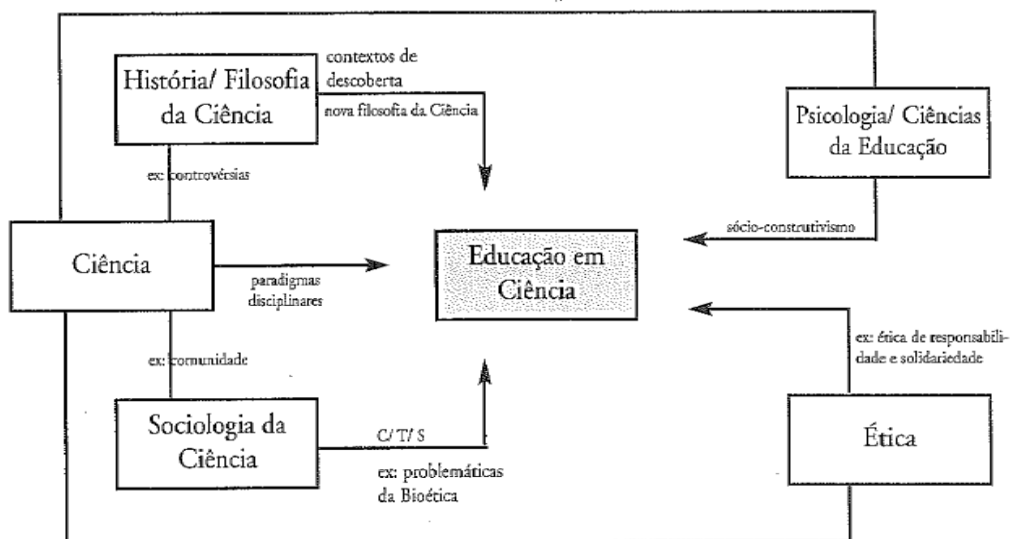 contextos de
descoberta
História/ Filosofia
da Ciência
nova filosofia da Ciência
Psicologia/ Ciências
da Educação
ex: controvérsias
sócio-construtivismo
Ciência
Educação em
Ciência
paradigmas
disciplinares
ex: ética de responsabili-
dade e solidariedade
ex: comunidade
Sociologia da
Ciência
C/ T/ S
ex: problemáticas
da Bioética
Ética